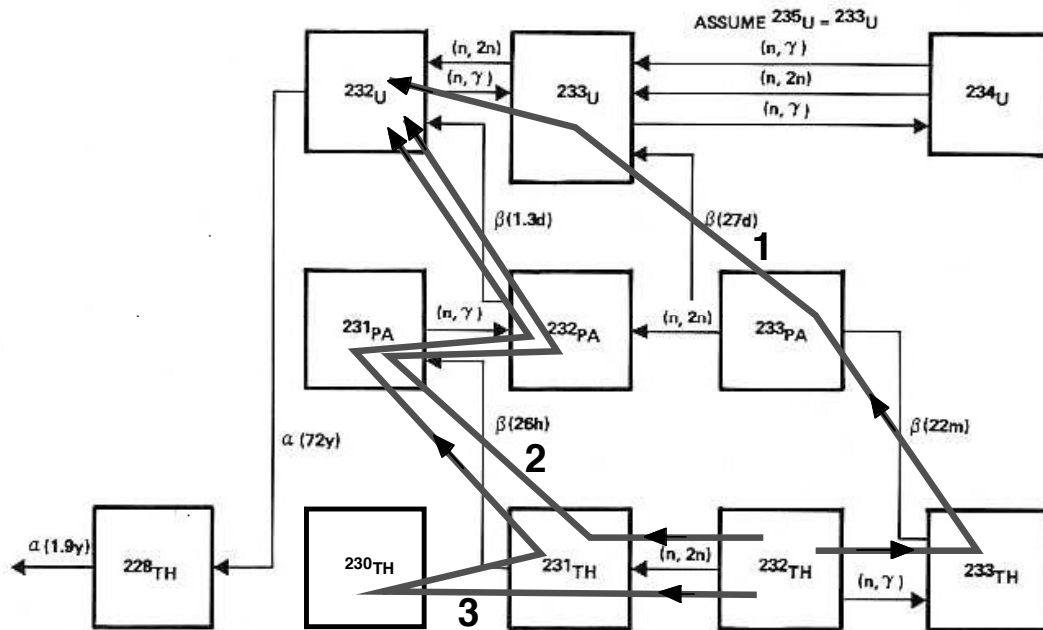 ASSUME ²³⁵U = ²³³U
(n, 2n)
(n, γ)
(n, γ)
(n, 2n)
(n, γ)
²³²U
²³³U
²³⁴U
β(1.3d)
β(27d)
1
²³¹PA
(n, γ)
²³²PA
(n, 2n)
²³³PA
α (72y)
β(26h)
2
β(22m)
α(1.9y)
²²⁸TH
²³⁰TH
²³¹TH
(n, 2n)
²³²TH
(n, γ)
²³³TH
3